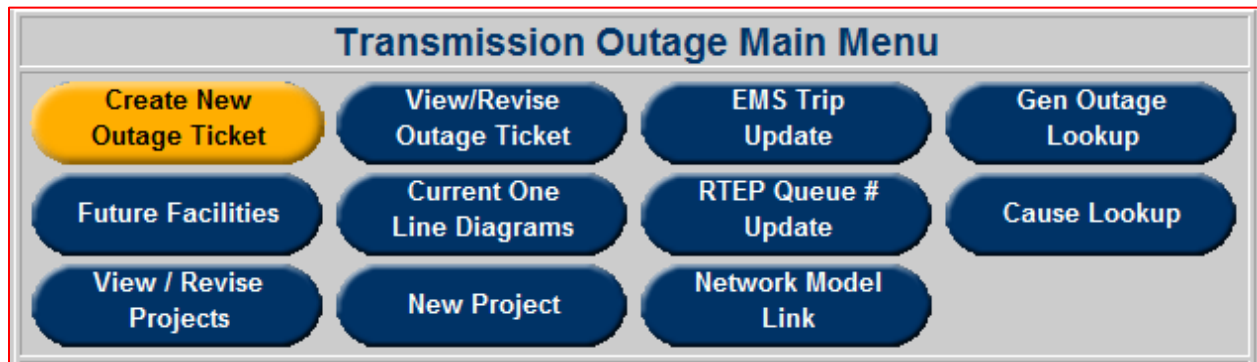 Transmission Outage Main Menu
Create New
Outage Ticket
View/Revise
Outage Ticket
EMS Trip
Update
Gen Outage
Lookup
Future Facilities
Current One
Line Diagrams
RTEP Queue #
Update
Cause Lookup
View / Revise
Projects
New Project
Network Model
Link